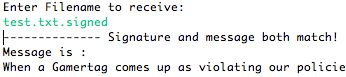 Enter Filename to receive:
test.txt.signed
|------------- Signature and message both match!
Message is :
When a Gamertag comes up as violating our policie